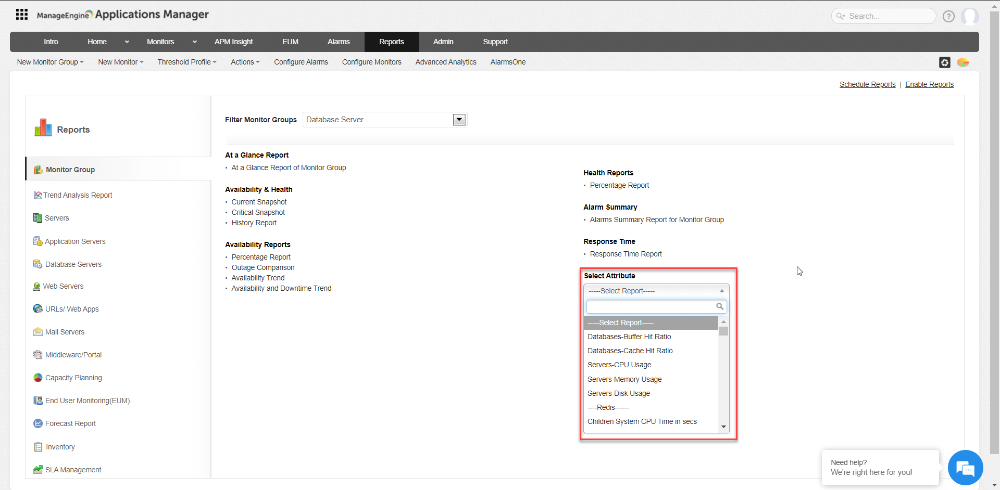 ManageEngine Applications Manager
Search...
?
Intro Home Monitors APM Insight EUM Alarms Reports Admin Support
New Monitor Group New Monitor Threshold Profile Actions Configure Alarms Configure Monitors Advanced Analytics AlarmsOne
Schedule Reports | Enable Reports
Reports
Monitor Group
Trend Analysis Report
Servers
Application Servers
Database Servers
Web Servers
URLs/ Web Apps
Mail Servers
Middleware/Portal
Capacity Planning
End User Monitoring(EUM)
Forecast Report
Inventory
SLA Management
Filter Monitor Groups Database Server
At a Glance Report
At a Glance Report of Monitor Group
Availability & Health
Current Snapshot
Critical Snapshot
History Report
Availability Reports
Percentage Report
Outage Comparison
Availability Trend
Availability and Downtime Trend
Health Reports
Percentage Report
Alarm Summary
Alarms Summary Report for Monitor Group
Response Time
Response Time Report
Select Attribute
-----Select Report-----
-----Select Report-----
Databases-Buffer Hit Ratio
Databases-Cache Hit Ratio
Servers-CPU Usage
Servers-Memory Usage
Servers-Disk Usage
----Redis------
Children System CPU Time in secs
Need help?
We're right here for you!